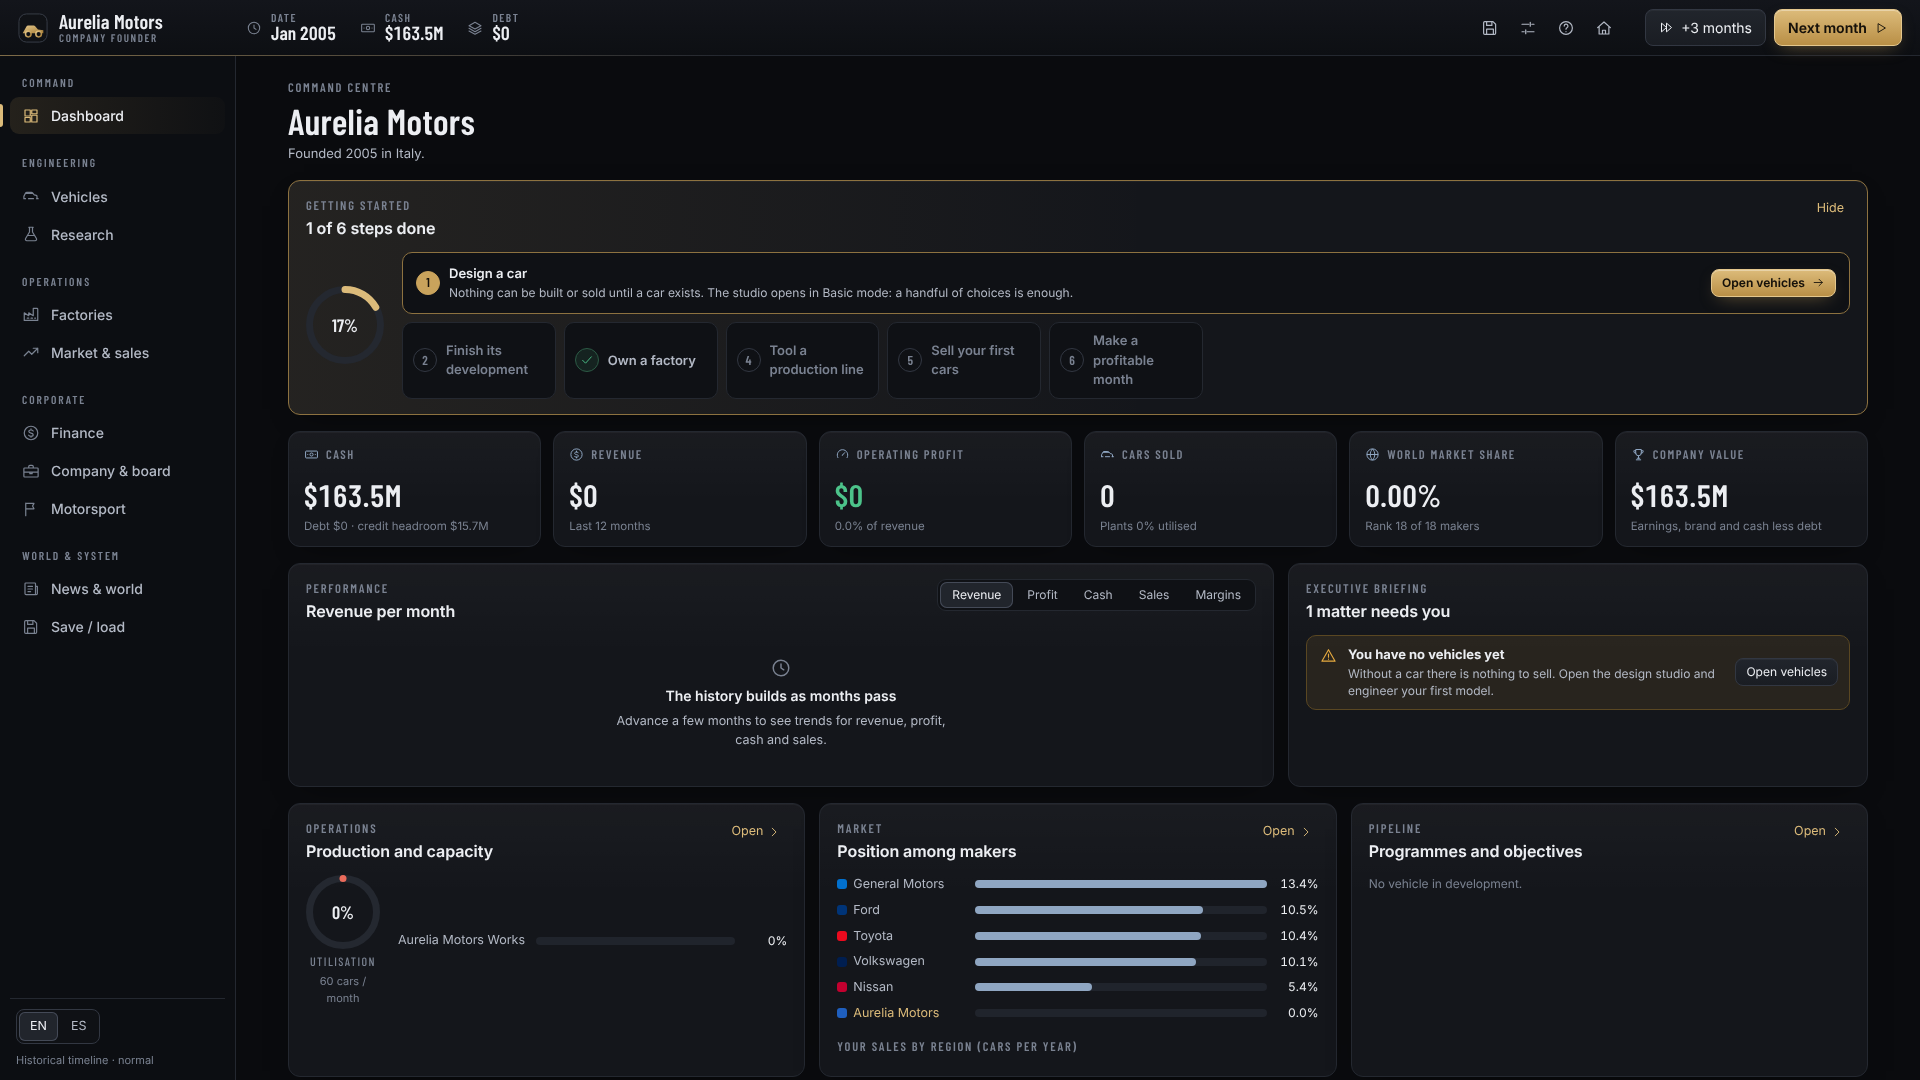 Aurelia Motors
COMPANY FOUNDER
DATE
Jan 2005
CASH
$163.5M
DEBT
$0
+3 months
Next month
COMMAND
Dashboard
ENGINEERING
Vehicles
Research
OPERATIONS
Factories
Market & sales
CORPORATE
Finance
Company & board
Motorsport
WORLD & SYSTEM
News & world
Save / load
EN
ES
Historical timeline · normal
COMMAND CENTRE
Aurelia Motors
Founded 2005 in Italy.
GETTING STARTED
1 of 6 steps done
Hide
17%
1
Design a car
Nothing can be built or sold until a car exists. The studio opens in Basic mode: a handful of choices is enough.
Open vehicles
2
Finish its
development
Own a factory
4
Tool a
production line
5
Sell your first
cars
6
Make a
profitable
month
CASH
$163.5M
Debt $0 · credit headroom $15.7M
REVENUE
$0
Last 12 months
OPERATING PROFIT
$0
0.0% of revenue
CARS SOLD
0
Plants 0% utilised
WORLD MARKET SHARE
0.00%
Rank 18 of 18 makers
COMPANY VALUE
$163.5M
Earnings, brand and cash less debt
PERFORMANCE
Revenue per month
Revenue
Profit
Cash
Sales
Margins
The history builds as months pass
Advance a few months to see trends for revenue, profit,
cash and sales.
EXECUTIVE BRIEFING
1 matter needs you
You have no vehicles yet
Without a car there is nothing to sell. Open the design studio and
engineer your first model.
Open vehicles
OPERATIONS
Production and capacity
Open
0%
UTILISATION
60 cars /
month
Aurelia Motors Works
0%
MARKET
Position among makers
Open
General Motors 13.4%
Ford 10.5%
Toyota 10.4%
Volkswagen 10.1%
Nissan 5.4%
Aurelia Motors 0.0%
YOUR SALES BY REGION (CARS PER YEAR)
PIPELINE
Programmes and objectives
Open
No vehicle in development.